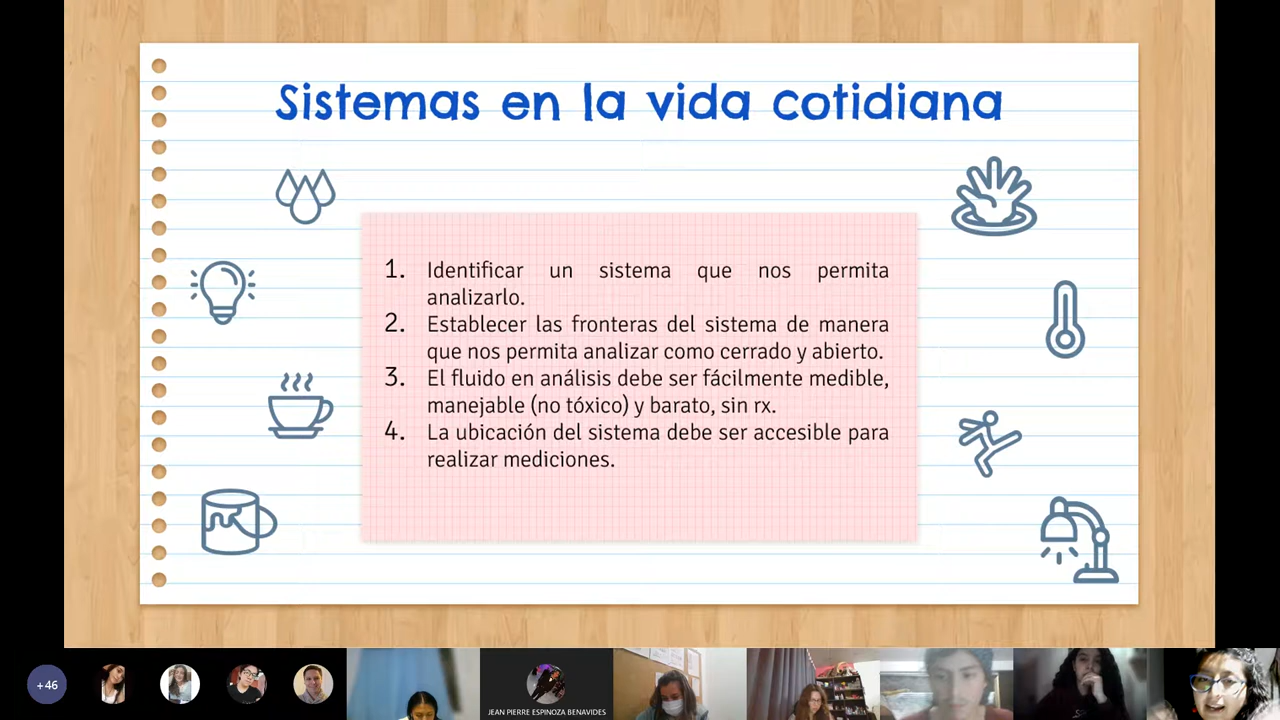 Sistemas en la vida cotidiana
1. Identificar un sistema que nos permita
analizarlo.
2. Establecer las fronteras del sistema de manera
que nos permita analizar como cerrado y abierto.
3. El fluido en análisis debe ser fácilmente medible,
manejable (no tóxico) y barato, sin rx.
4. La ubicación del sistema debe ser accesible para
realizar mediciones.
+46
JEAN PIERRE ESPINOZA BENAVIDES